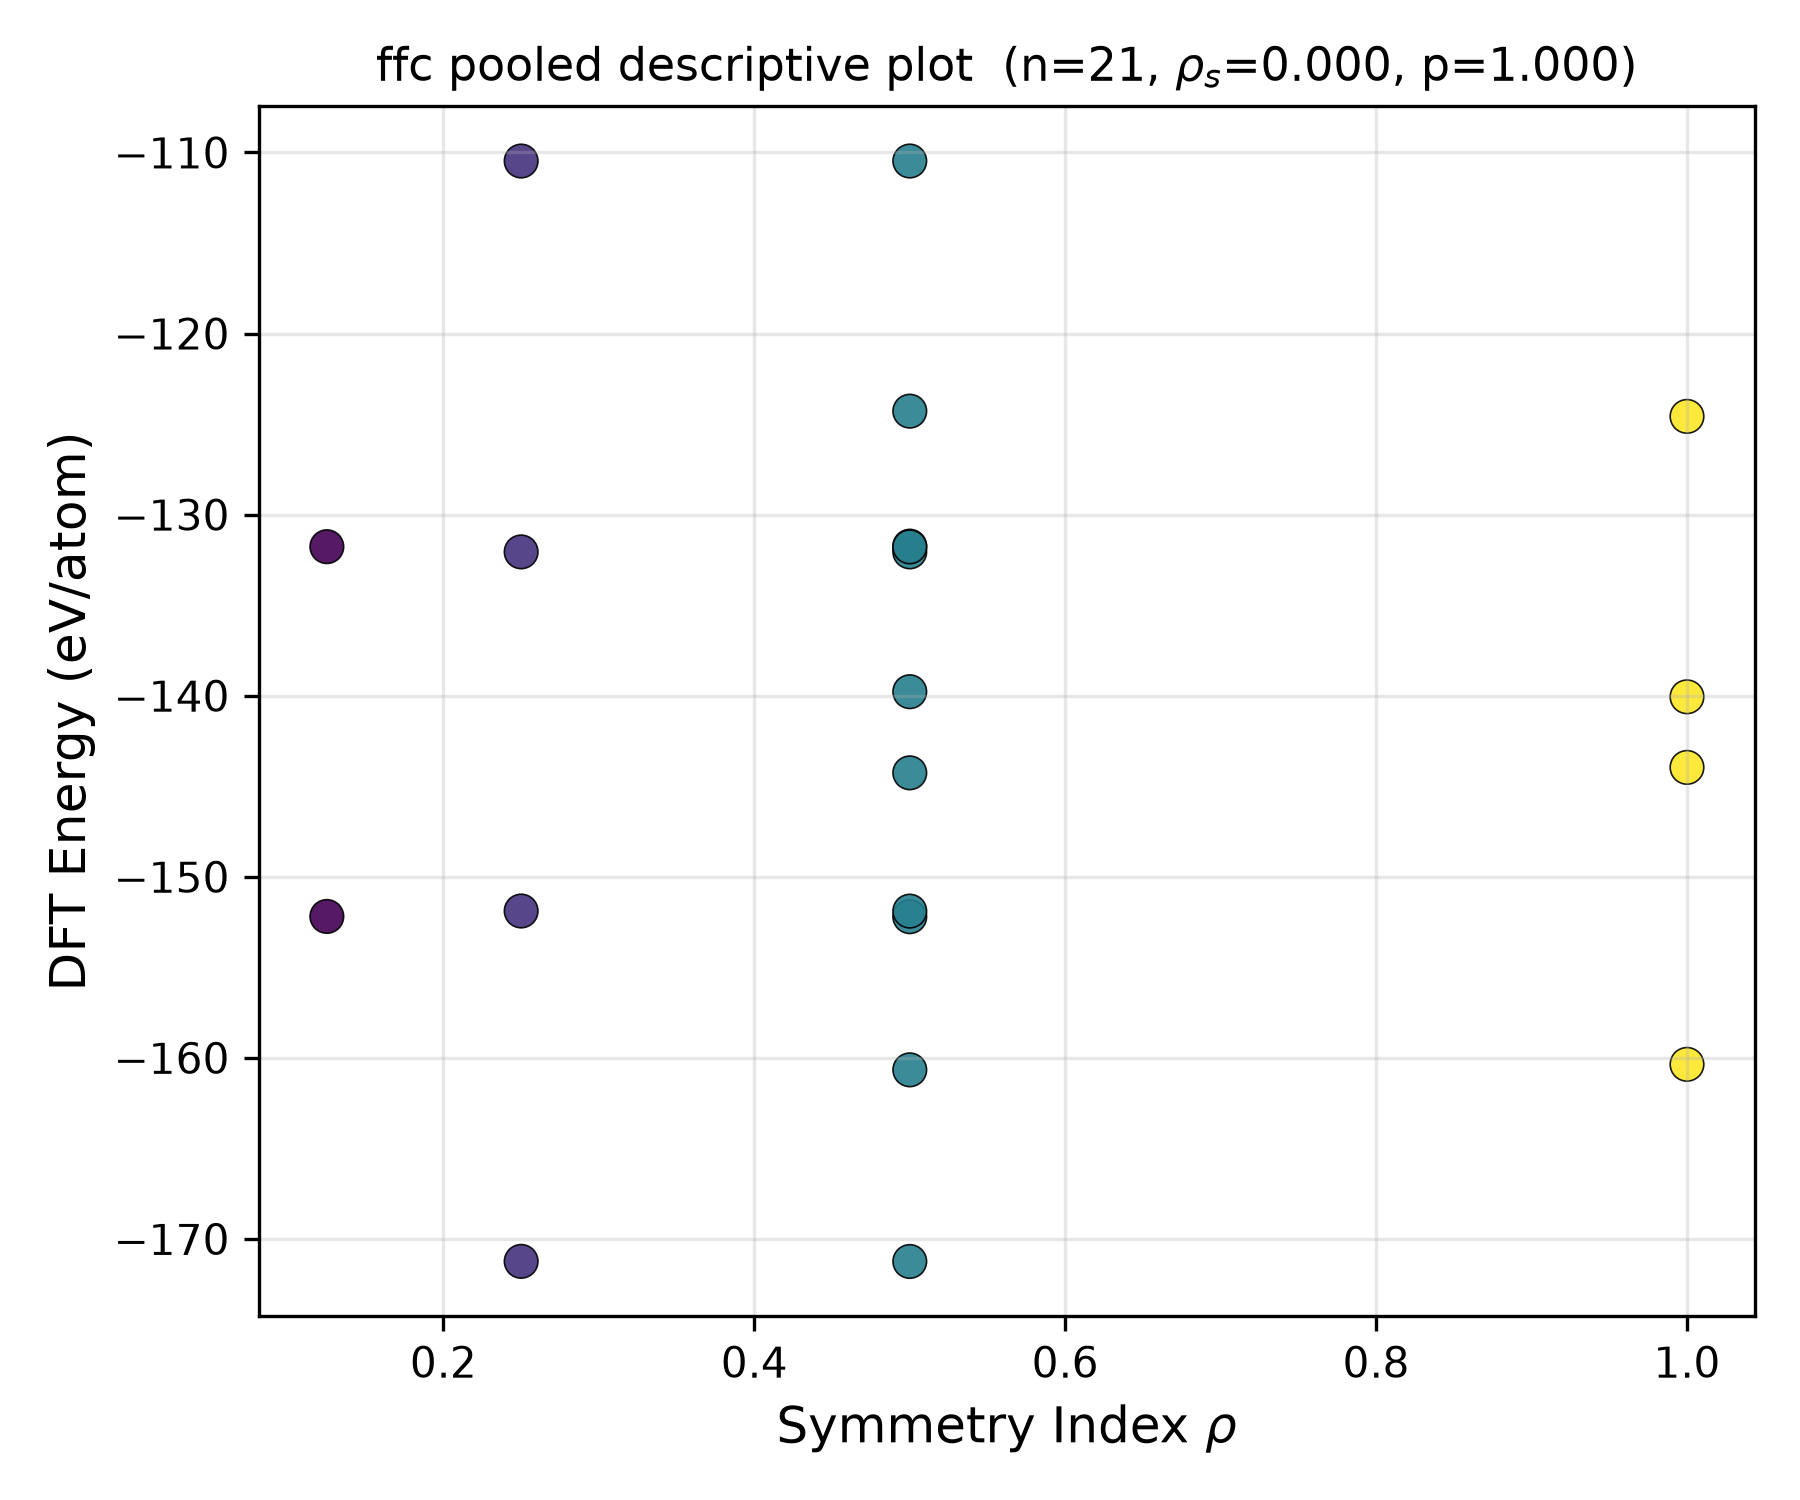 ffc pooled descriptive plot (n=21, ρₛ=0.000, p=1.000)
DFT Energy (eV/atom)
−110
−120
−130
−140
−150
−160
−170
0.2 0.4 0.6 0.8 1.0
Symmetry Index ρ